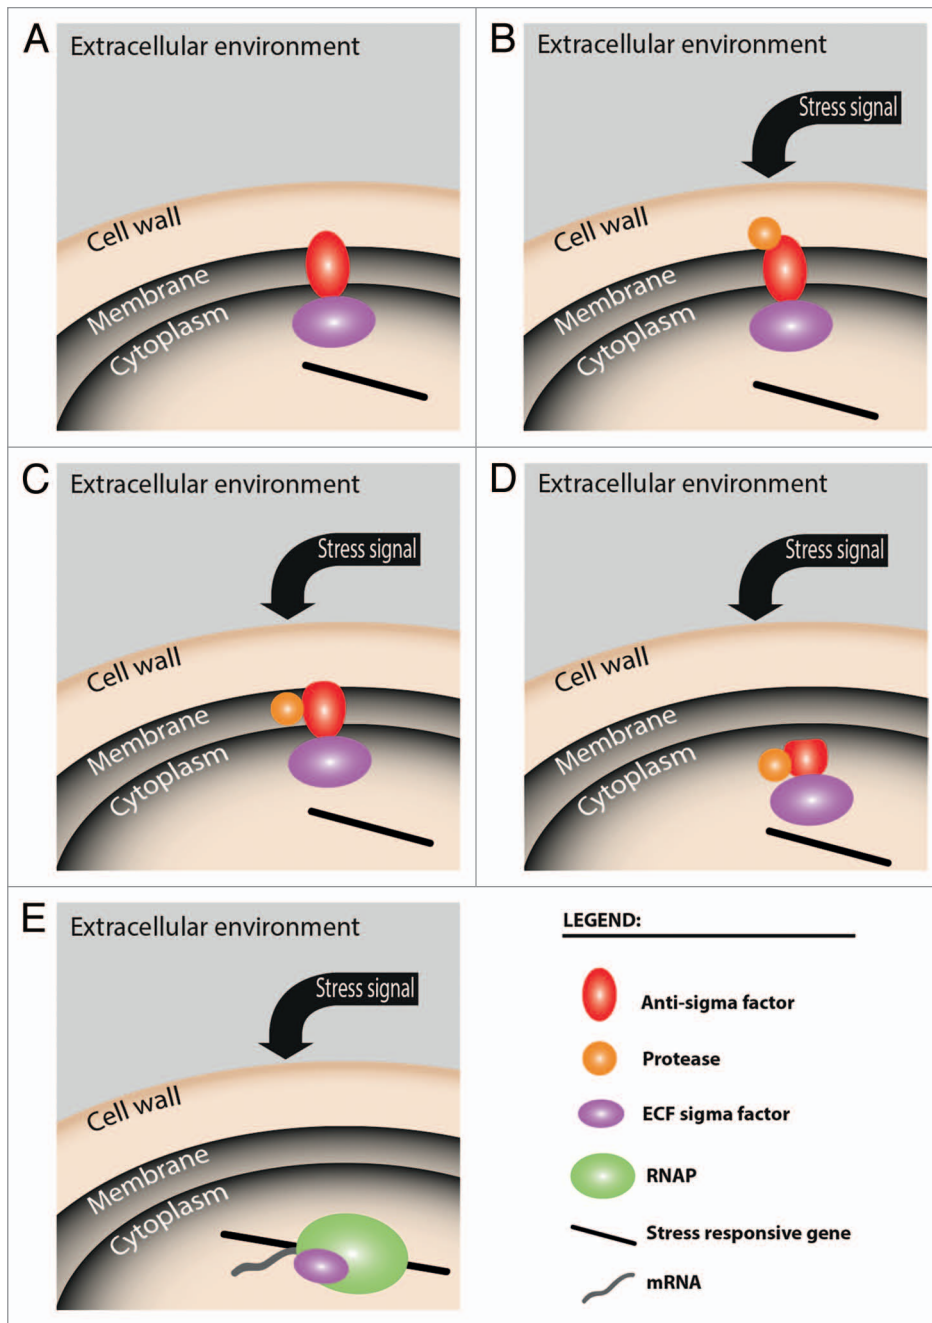 A
Extracellular environment
Cell wall
Membrane
Cytoplasm
B
Extracellular environment
Stress signal
Cell wall
Membrane
Cytoplasm
C
Extracellular environment
Stress signal
Cell wall
Membrane
Cytoplasm
D
Extracellular environment
Stress signal
Cell wall
Membrane
Cytoplasm
E
Extracellular environment
Stress signal
Cell wall
Membrane
Cytoplasm
LEGEND:
Anti-sigma factor
Protease
ECF sigma factor
RNAP
Stress responsive gene
mRNA